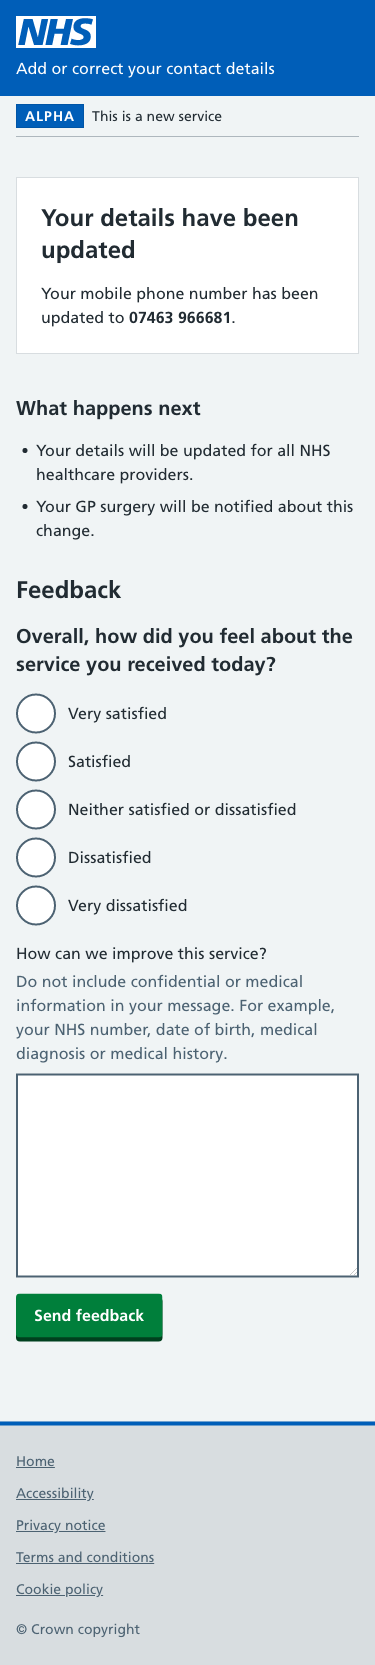 NHS
Add or correct your contact details
ALPHA This is a new service
Your details have been
updated
Your mobile phone number has been
updated to 07463 966681.
What happens next
• Your details will be updated for all NHS
healthcare providers.
• Your GP surgery will be notified about this
change.
Feedback
Overall, how did you feel about the
service you received today?
Very satisfied
Satisfied
Neither satisfied or dissatisfied
Dissatisfied
Very dissatisfied
How can we improve this service?
Do not include confidential or medical
information in your message. For example,
your NHS number, date of birth, medical
diagnosis or medical history.
Send feedback
Home
Accessibility
Privacy notice
Terms and conditions
Cookie policy
© Crown copyright